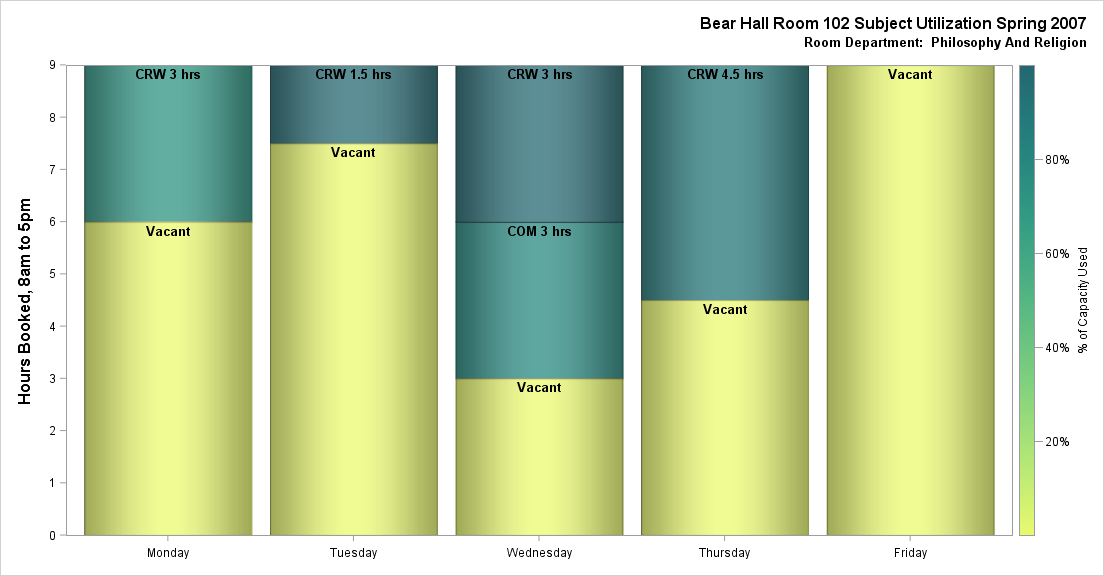 Bear Hall Room 102 Subject Utilization Spring 2007
Room Department: Philosophy And Religion
Hours Booked, 8am to 5pm
9
8
7
6
5
4
3
2
1
0
CRW 3 hrs
Vacant
CRW 1.5 hrs
Vacant
CRW 3 hrs
COM 3 hrs
Vacant
CRW 4.5 hrs
Vacant
Vacant
Monday
Tuesday
Wednesday
Thursday
Friday
80%
60%
40%
20%
% of Capacity Used